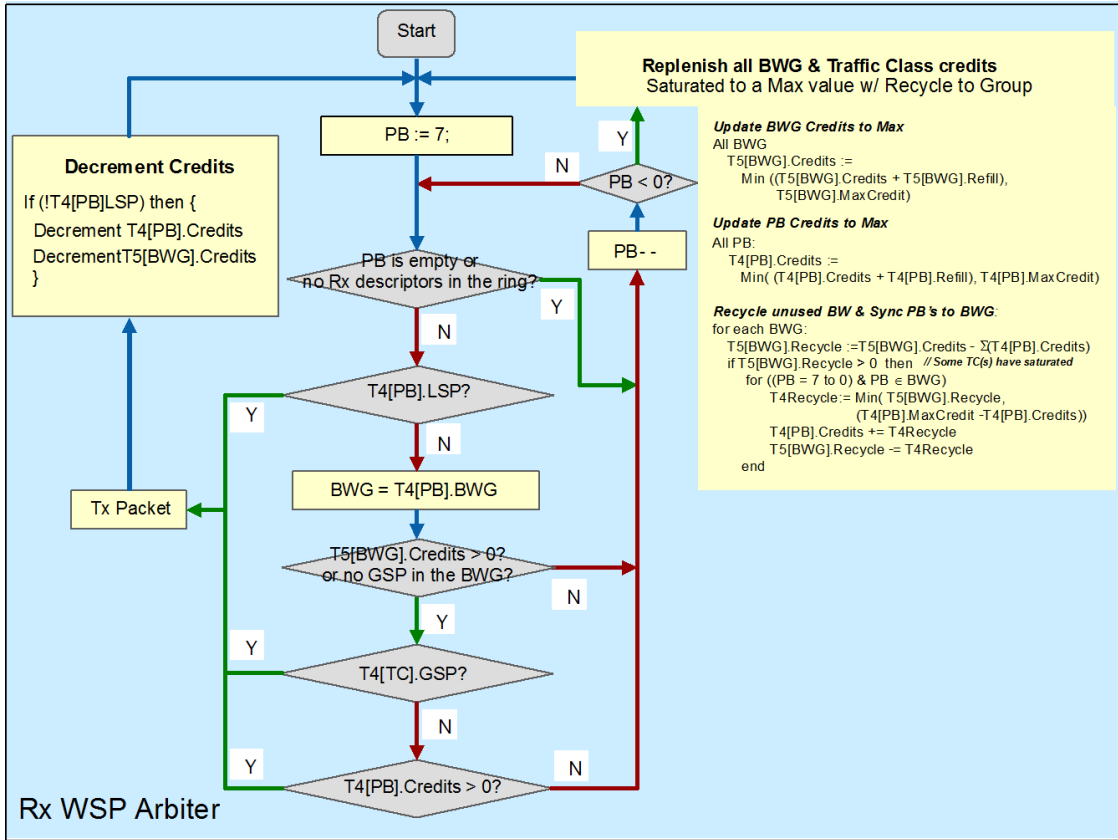 Start
Replenish all BWG & Traffic Class credits
Saturated to a Max value w/ Recycle to Group
PB := 7;
Y
N
PB < 0?
Decrement Credits
If (!T4[PB]LSP) then {
Decrement T4[PB].Credits
DecrementT5[BWG].Credits
}
Update BWG Credits to Max
All BWG
T5[BWG].Credits :=
Min ((T5[BWG].Credits + T5[BWG].Refill),
T5[BWG].MaxCredit)
Update PB Credits to Max
All PB:
T4[PB].Credits :=
Min( (T4[PB].Credits + T4[PB].Refill), T4[PB].MaxCredit)
Recycle unused BW & Sync PB's to BWG:
for each BWG:
T5[BWG].Recycle :=T5[BWG].Credits - Σ(T4[PB].Credits)
if T5[BWG].Recycle > 0 then // Some TC(s) have saturated
for ((PB = 7 to 0) & PB ∈ BWG)
T4Recycle:= Min( T5[BWG].Recycle,
(T4[PB].MaxCredit -T4[PB].Credits))
T4[PB].Credits += T4Recycle
T5[BWG].Recycle -= T4Recycle
end
PB- -
PB is empty or
no Rx descriptors in the ring?
Y
N
T4[PB].LSP?
Y
N
BWG = T4[PB].BWG
Tx Packet
T5[BWG].Credits > 0?
or no GSP in the BWG?
N
Y
Y
T4[TC].GSP?
N
Y
N
T4[PB].Credits > 0?
Rx WSP Arbiter